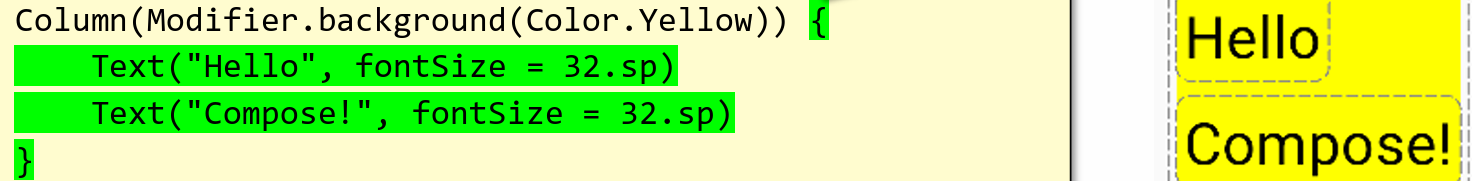 Column(Modifier.background(Color.Yellow)) {
    Text("Hello", fontSize = 32.sp)
    Text("Compose!", fontSize = 32.sp)
}
Hello
Compose!